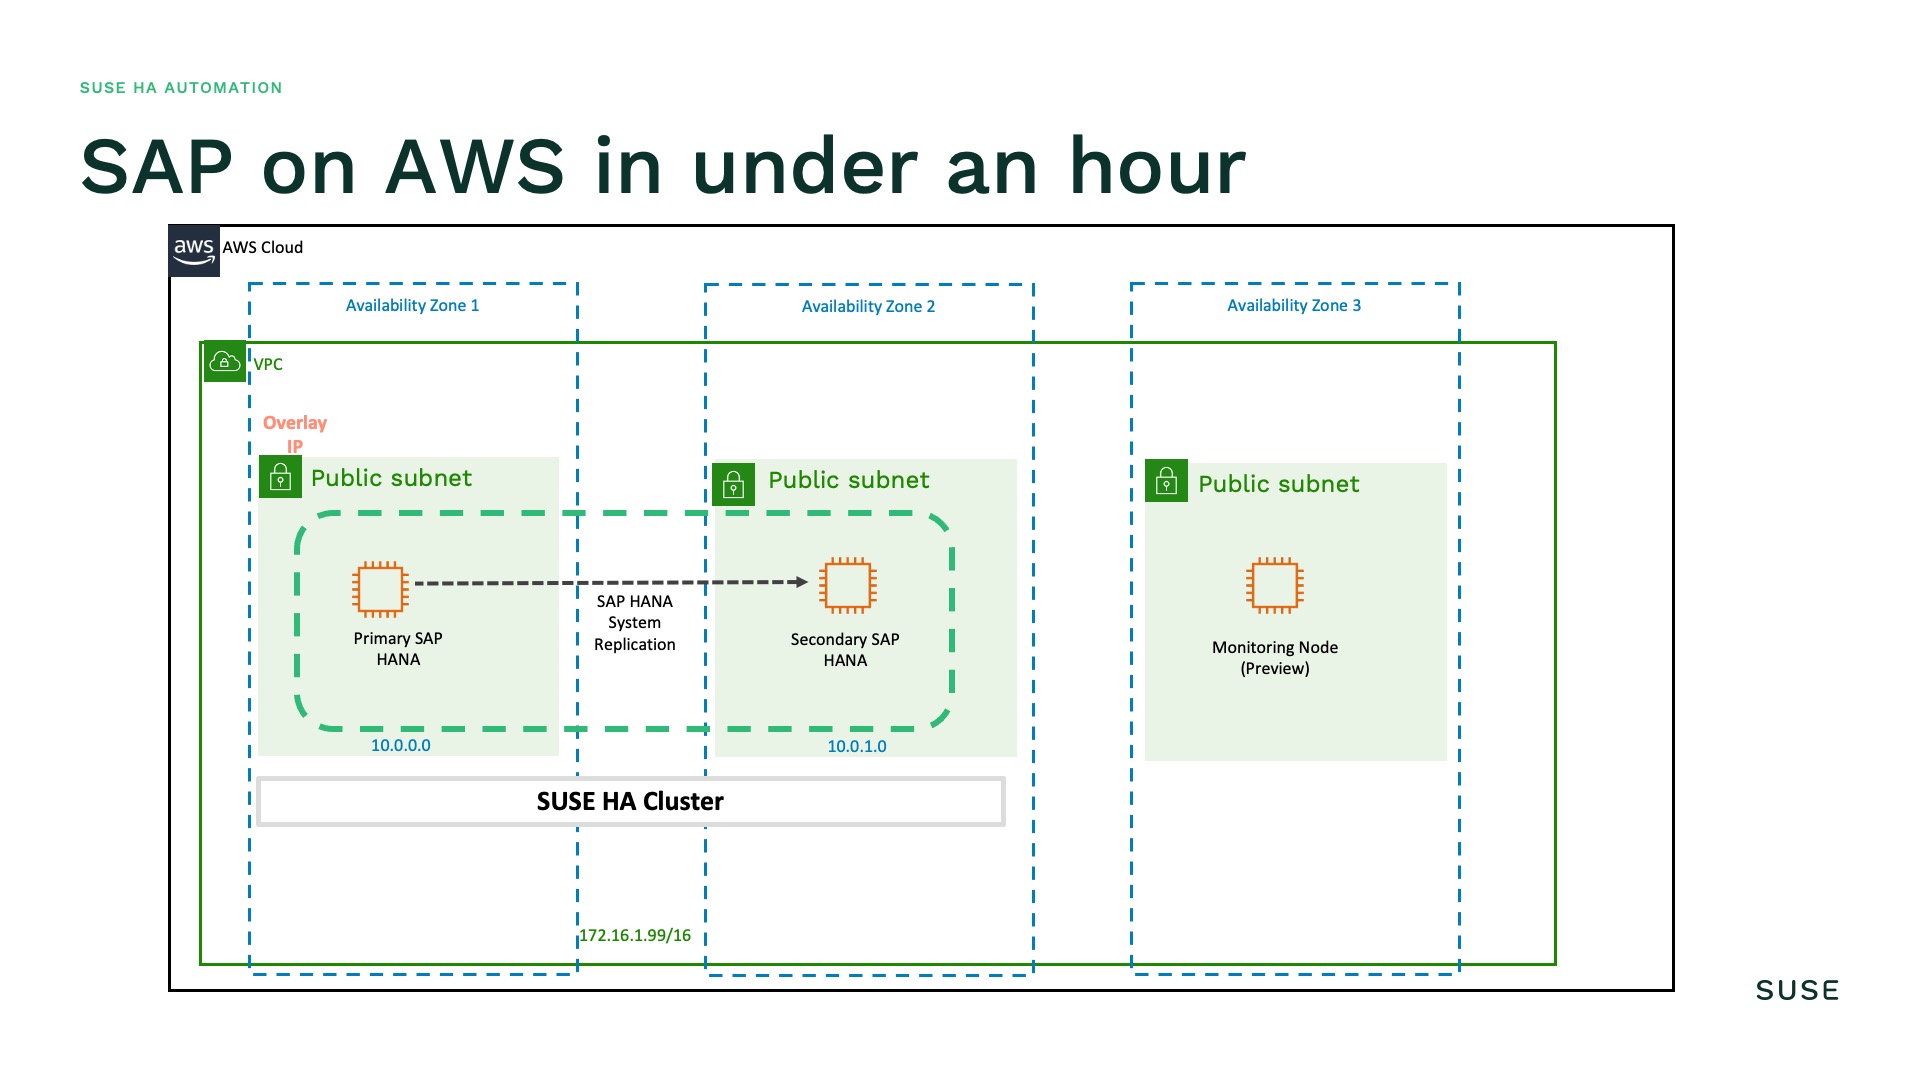 SUSE HA AUTOMATION
SAP on AWS in under an hour
aws
AWS Cloud
Availability Zone 1
Availability Zone 2
Availability Zone 3
VPC
Overlay
IP
Public subnet
Public subnet
Public subnet
Primary SAP
HANA
SAP HANA
System
Replication
Secondary SAP
HANA
Monitoring Node
(Preview)
10.0.0.0
10.0.1.0
SUSE HA Cluster
172.16.1.99/16
SUSE